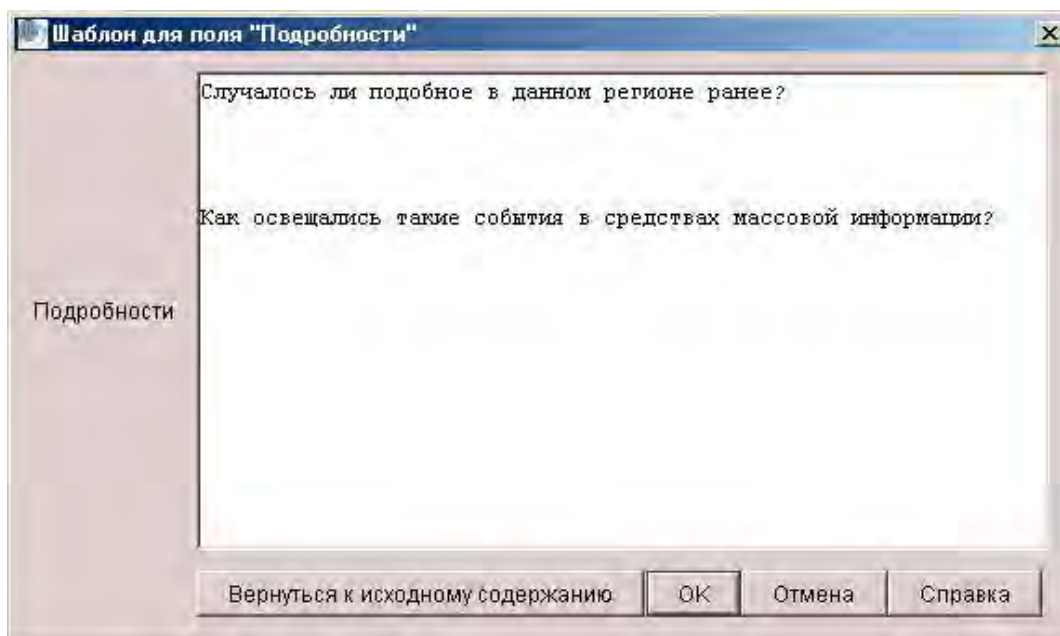 Шаблон для поля "Подробности"
Случалось ли подобное в данном регионе ранее?
Как освещались такие события в средствах массовой информации?
Подробности
Вернуться к исходному содержанию OK Отмена Справка